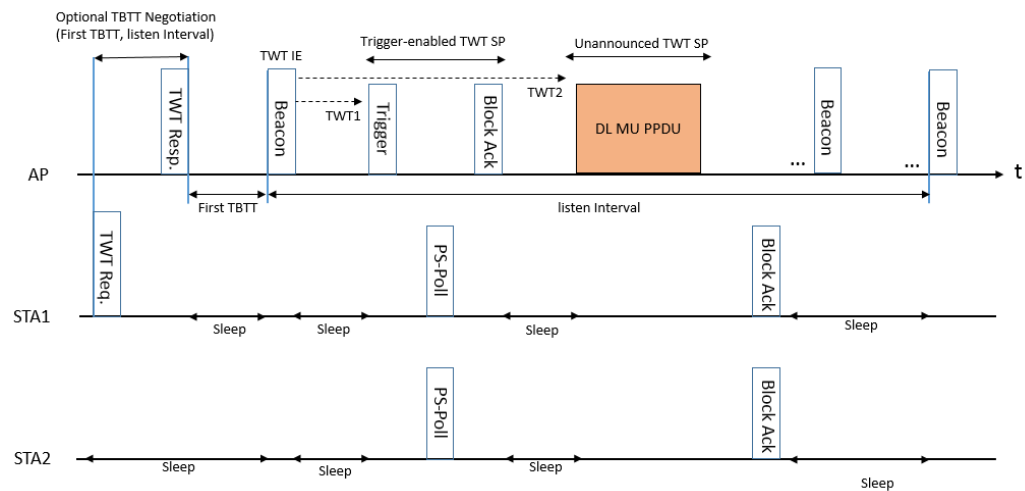 Optional TBTT Negotiation
(First TBTT, listen Interval)
TWT IE
Trigger-enabled TWT SP
Unannounced TWT SP
TWT Resp.
Beacon
TWT1
Trigger
Block Ack
TWT2
DL MU PPDU
Beacon
Beacon
...
...
AP
t
First TBTT
listen Interval
TWT Req.
PS-Poll
Block Ack
STA1
Sleep
Sleep
Sleep
Sleep
PS-Poll
Block Ack
STA2
Sleep
Sleep
Sleep
Sleep